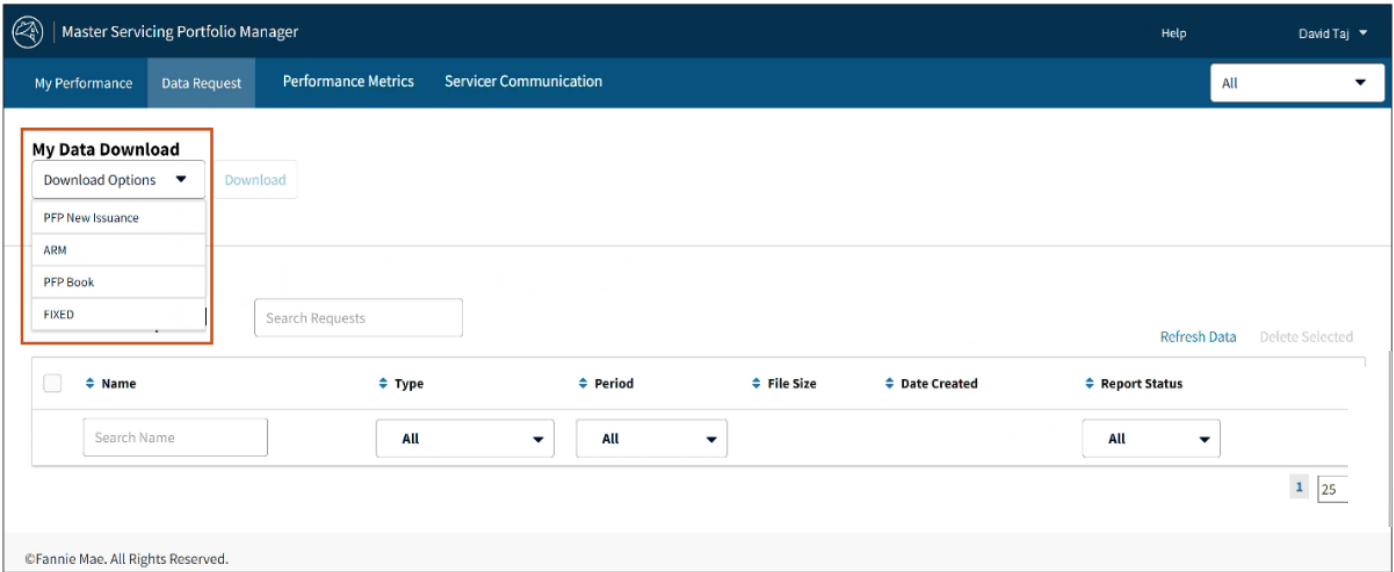 Master Servicing Portfolio Manager Help David Taj
My Performance Data Request Performance Metrics Servicer Communication All
My Data Download
Download Options Download
PFP New Issuance
ARM
PFP Book
FIXED
Search Requests
Refresh Data Delete Selected
Name Type Period File Size Date Created Report Status
Search Name All All All
1 25
©Fannie Mae. All Rights Reserved.